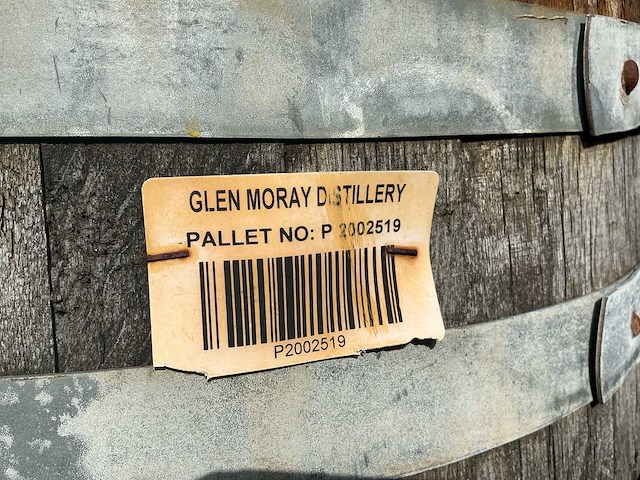 GLEN MORAY DISTILLERY
PALLET NO: P 2002519
P2002519